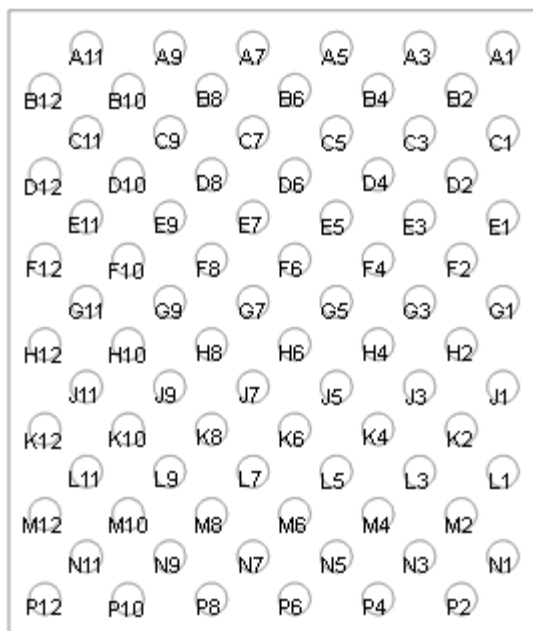 A11 A9 A7 A5 A3 A1
B12 B10 B8 B6 B4 B2
C11 C9 C7 C5 C3 C1
D12 D10 D8 D6 D4 D2
E11 E9 E7 E5 E3 E1
F12 F10 F8 F6 F4 F2
G11 G9 G7 G5 G3 G1
H12 H10 H8 H6 H4 H2
J11 J9 J7 J5 J3 J1
K12 K10 K8 K6 K4 K2
L11 L9 L7 L5 L3 L1
M12 M10 M8 M6 M4 M2
N11 N9 N7 N5 N3 N1
P12 P10 P8 P6 P4 P2